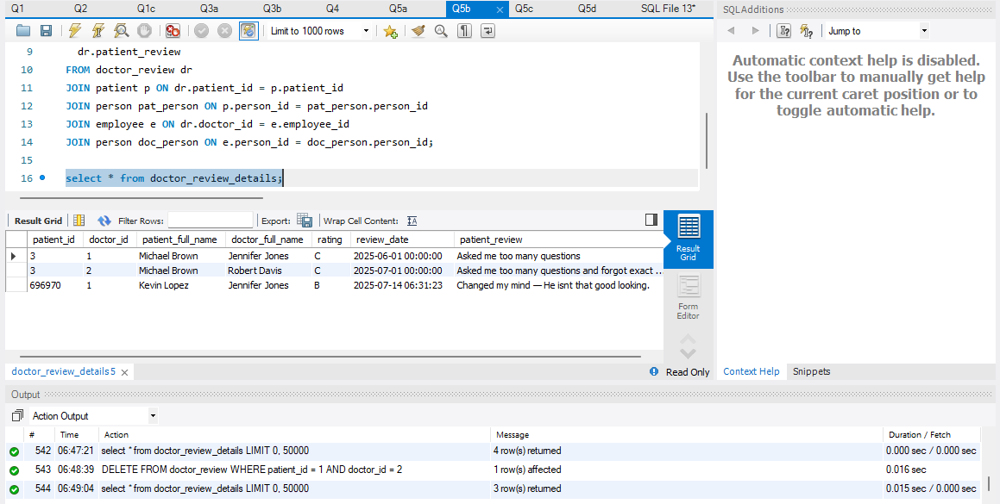 Q1 Q2 Q1c Q3a Q3b Q4 Q5a Q5b Q5c Q5d SQL File 13*
SQLAdditions
Limit to 1000 rows
Jump to
9 dr.patient_review
10 FROM doctor_review dr
11 JOIN patient p ON dr.patient_id = p.patient_id
12 JOIN person pat_person ON p.person_id = pat_person.person_id
13 JOIN employee e ON dr.doctor_id = e.employee_id
14 JOIN person doc_person ON e.person_id = doc_person.person_id;
15
16 select * from doctor_review_details;
Automatic context help is disabled.
Use the toolbar to manually get help
for the current caret position or to
toggle automatic help.
Result Grid Filter Rows: Export: Wrap Cell Content:
patient_id doctor_id patient_full_name doctor_full_name rating review_date patient_review
3 1 Michael Brown Jennifer Jones C 2025-06-01 00:00:00 Asked me too many questions
3 2 Michael Brown Robert Davis C 2025-07-01 00:00:00 Asked me too many questions and forgot exact ...
696970 1 Kevin Lopez Jennifer Jones B 2025-07-14 06:31:23 Changed my mind — He isnt that good looking.
Result
Grid
Form
Editor
doctor_review_details 5
Read Only
Context Help Snippets
Output
Action Output
# Time Action Message Duration / Fetch
542 06:47:21 select * from doctor_review_details LIMIT 0, 50000 4 row(s) returned 0.000 sec / 0.000 sec
543 06:48:39 DELETE FROM doctor_review WHERE patient_id = 1 AND doctor_id = 2 1 row(s) affected 0.016 sec
544 06:49:04 select * from doctor_review_details LIMIT 0, 50000 3 row(s) returned 0.015 sec / 0.000 sec